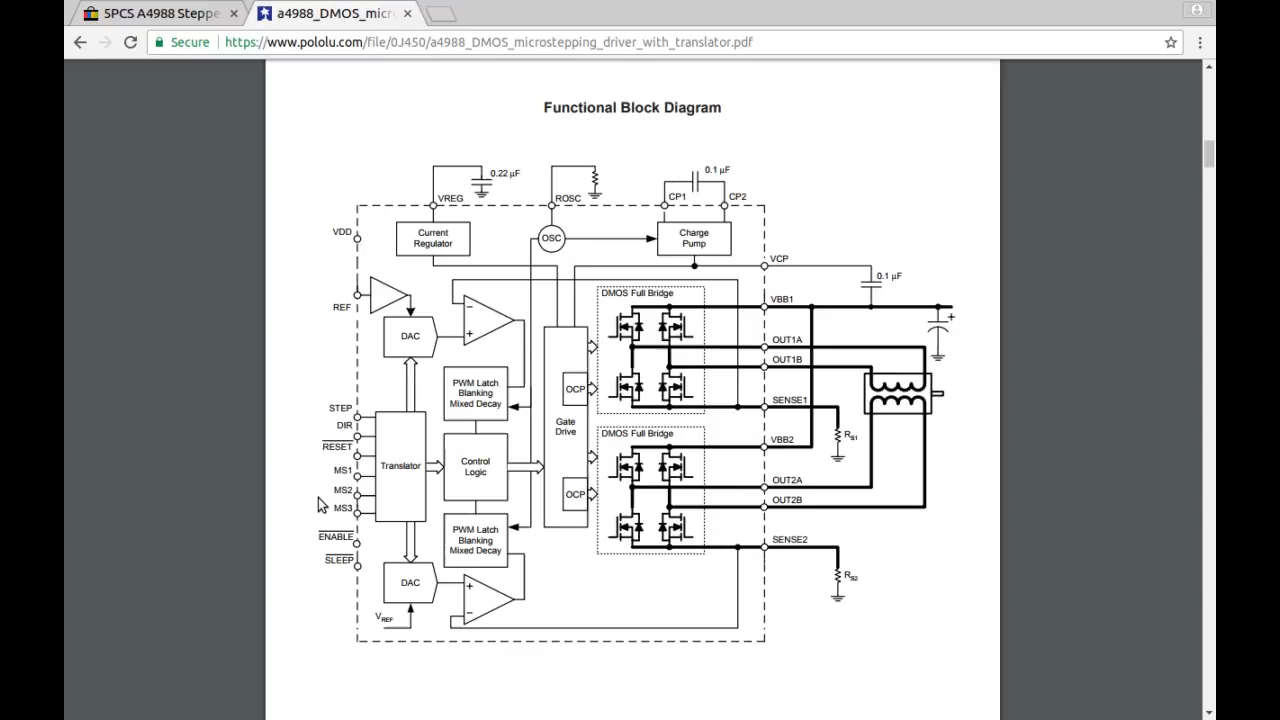 5PCS A4988 Steppe
a4988_DMOS_micr
Secure
https://www.pololu.com/file/0J450/a4988_DMOS_microstepping_driver_with_translator.pdf
Functional Block Diagram
0.22 µF
0.1 µF
VREG
ROSC
CP1
CP2
VDD
Current
Regulator
OSC
Charge
Pump
VCP
0.1 µF
REF
DMOS Full Bridge
VBB1
+
DAC
−
+
OUT1A
OUT1B
PWM Latch
Blanking
Mixed Decay
OCP
SENSE1
STEP
DIR
RESET
MS1
MS2
MS3
Translator
Control
Logic
Gate
Drive
DMOS Full Bridge
RS1
VBB2
OCP
OUT2A
OUT2B
ENABLE
SLEEP
PWM Latch
Blanking
Mixed Decay
SENSE2
DAC
+
−
RS2
VREF